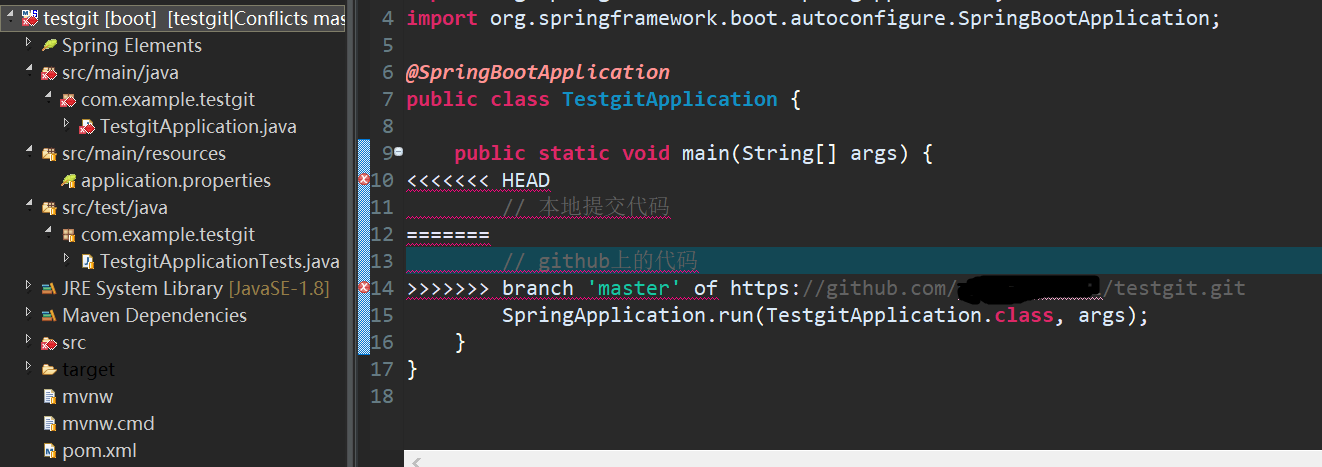 testgit [boot] [testgit|Conflicts mas
Spring Elements
src/main/java
com.example.testgit
TestgitApplication.java
src/main/resources
application.properties
src/test/java
com.example.testgit
TestgitApplicationTests.java
JRE System Library [JavaSE-1.8]
Maven Dependencies
src
target
mvnw
mvnw.cmd
pom.xml
4 import org.springframework.boot.autoconfigure.SpringBootApplication;
5
6 @SpringBootApplication
7 public class TestgitApplication {
8
9 public static void main(String[] args) {
10 <<<<<<< HEAD
11 // 本地提交代码
12 =======
13 // github上的代码
14 >>>>>>> branch 'master' of https://github.com/ /testgit.git
15 SpringApplication.run(TestgitApplication.class, args);
16 }
17 }
18